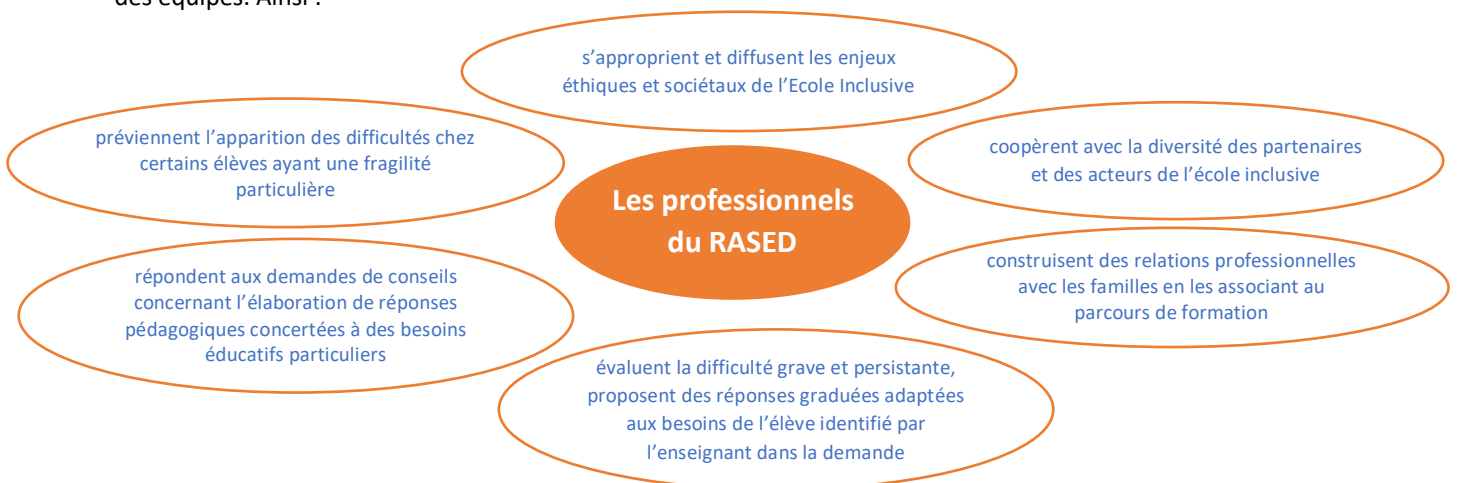 des équipes. Ainsi :
s’approprient et diffusent les enjeux
éthiques et sociétaux de l’Ecole Inclusive
préviennent l’apparition des difficultés chez
certains élèves ayant une fragilité
particulière
coopèrent avec la diversité des partenaires
et des acteurs de l’école inclusive
Les professionnels
du RASED
répondent aux demandes de conseils
concernant l’élaboration de réponses
pédagogiques concertées à des besoins
éducatifs particuliers
construisent des relations professionnelles
avec les familles en les associant au
parcours de formation
évaluent la difficulté grave et persistante,
proposent des réponses graduées adaptées
aux besoins de l’élève identifié par
l’enseignant dans la demande